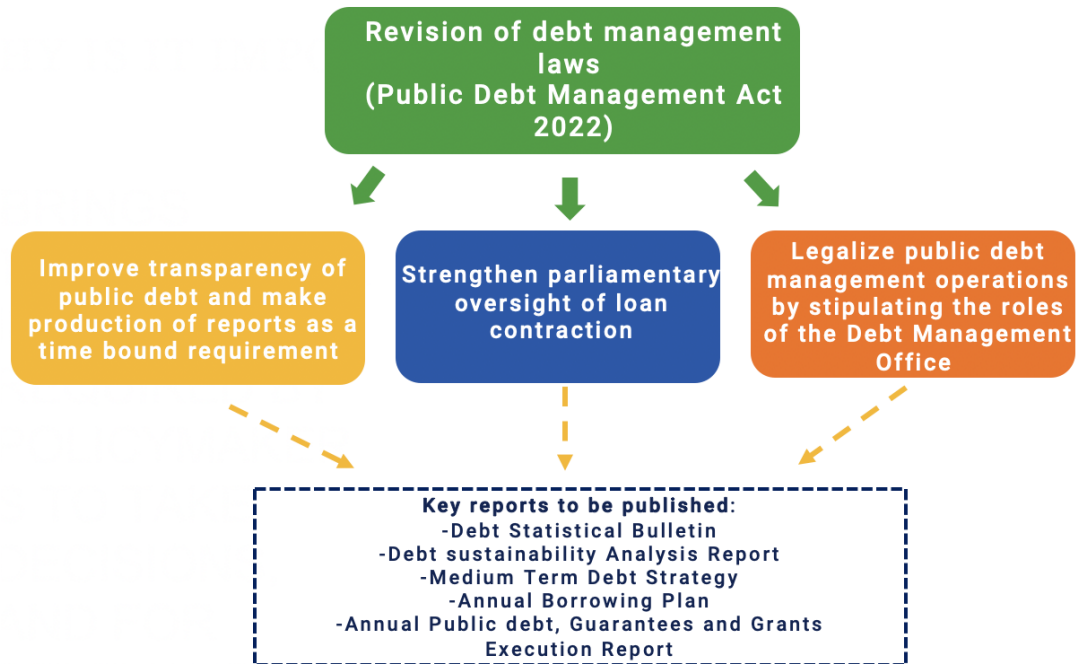 Revision of debt management
laws
(Public Debt Management Act
2022)
Improve transparency of
public debt and make
production of reports as a
time bound requirement
Strengthen parliamentary
oversight of loan
contraction
Legalize public debt
management operations
by stipulating the roles
of the Debt Management
Office
Key reports to be published:
-Debt Statistical Bulletin
-Debt sustainability Analysis Report
-Medium Term Debt Strategy
-Annual Borrowing Plan
-Annual Public debt, Guarantees and Grants
Execution Report